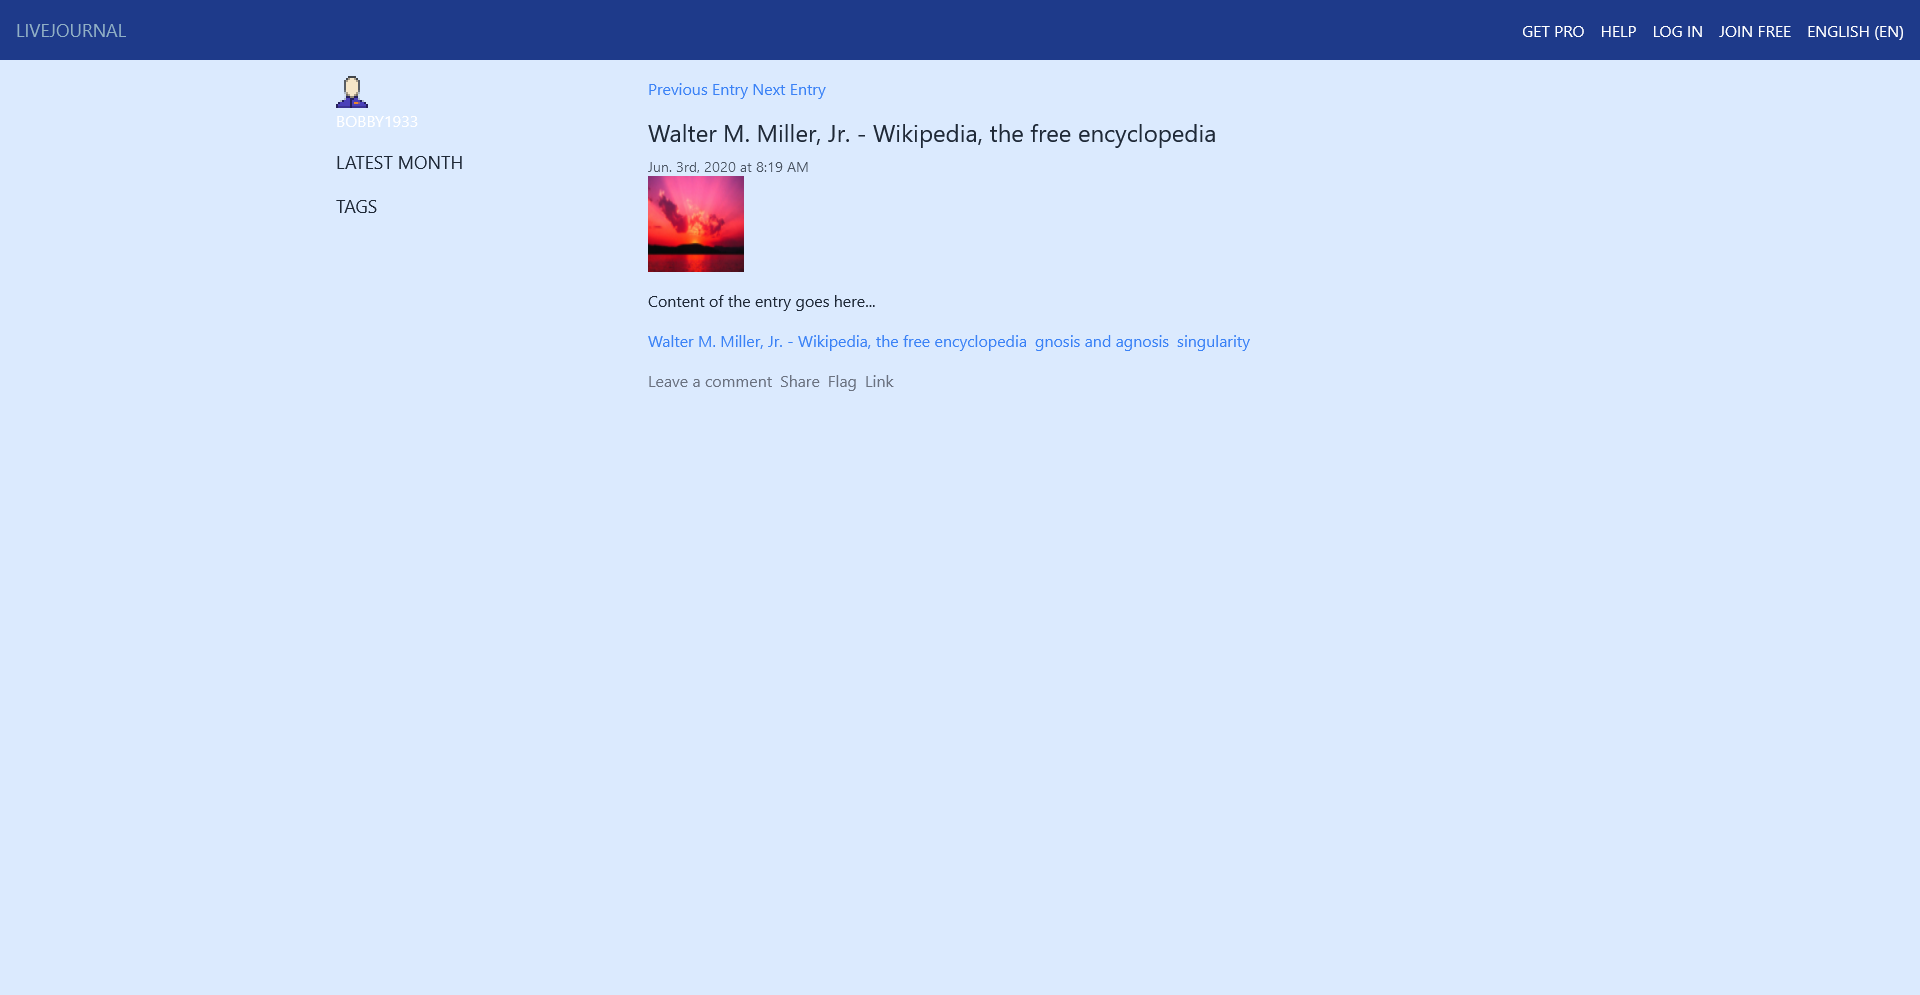 LIVEJOURNAL
GET PRO HELP LOG IN JOIN FREE ENGLISH (EN)
BOBBY1933
LATEST MONTH
TAGS
Previous Entry Next Entry
Walter M. Miller, Jr. - Wikipedia, the free encyclopedia
Jun. 3rd, 2020 at 8:19 AM
Content of the entry goes here...
Walter M. Miller, Jr. - Wikipedia, the free encyclopedia gnosis and agnosis singularity
Leave a comment Share Flag Link